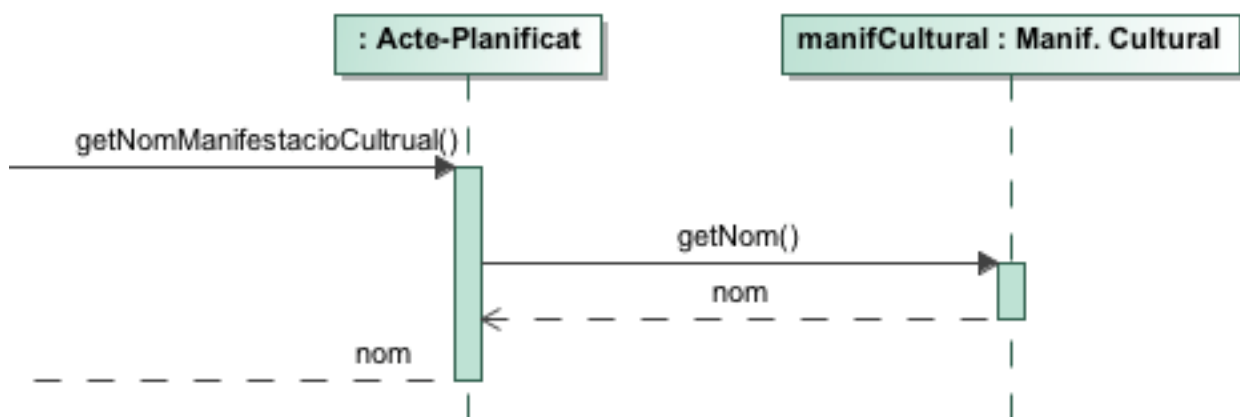 : Acte-Planificat
manifCultural : Manif. Cultural
getNomManifestacioCultrual()
getNom()
nom
nom